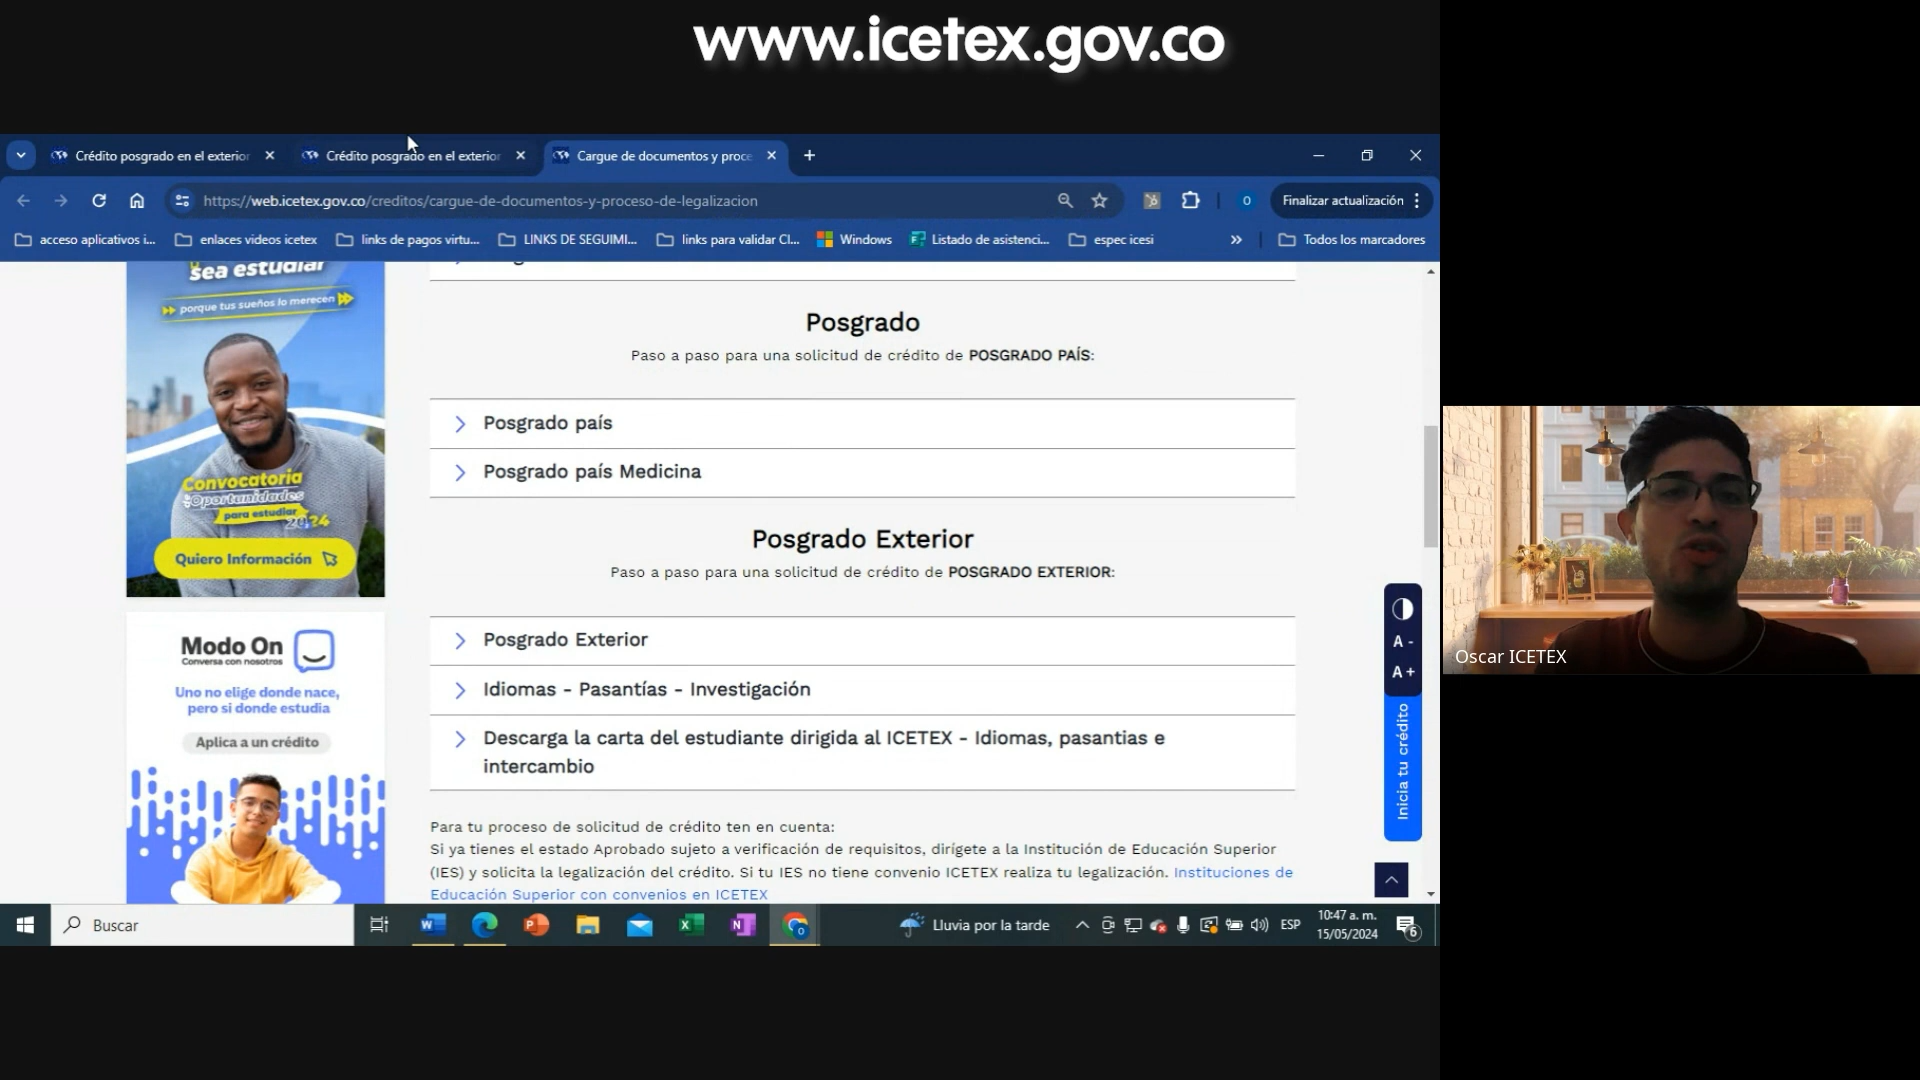 www.icetex.gov.co
Crédito posgrado en el exterior
Crédito posgrado en el exterior
Cargue de documentos y proce
https://web.icetex.gov.co/creditos/cargue-de-documentos-y-proceso-de-legalizacion
O
Finalizar actualización
acceso aplicativos i...
enlaces videos icetex
links de pagos virtu...
LINKS DE SEGUIMI...
links para validar CI...
Windows
Listado de asistenci...
espec icesi
Todos los marcadores
sea estudiar
porque tus sueños lo merecen
Convocatoria
Oportunidades
para estudiar
2024
Quiero Información
Modo On
Conversa con nosotros
Uno no elige donde nace,
pero si donde estudia
Aplica a un crédito
Posgrado
Paso a paso para una solicitud de crédito de POSGRADO PAÍS:
Posgrado país
Posgrado país Medicina
Posgrado Exterior
Paso a paso para una solicitud de crédito de POSGRADO EXTERIOR:
Posgrado Exterior
Idiomas - Pasantías - Investigación
Descarga la carta del estudiante dirigida al ICETEX - Idiomas, pasantias e
intercambio
Para tu proceso de solicitud de crédito ten en cuenta:
Si ya tienes el estado Aprobado sujeto a verificación de requisitos, dirígete a la Institución de Educación Superior
(IES) y solicita la legalización del crédito. Si tu IES no tiene convenio ICETEX realiza tu legalización. Instituciones de
Educación Superior con convenios en ICETEX
A -
A +
Inicia tu crédito
Oscar ICETEX
Buscar
Lluvia por la tarde
ESP
10:47 a. m.
15/05/2024
6